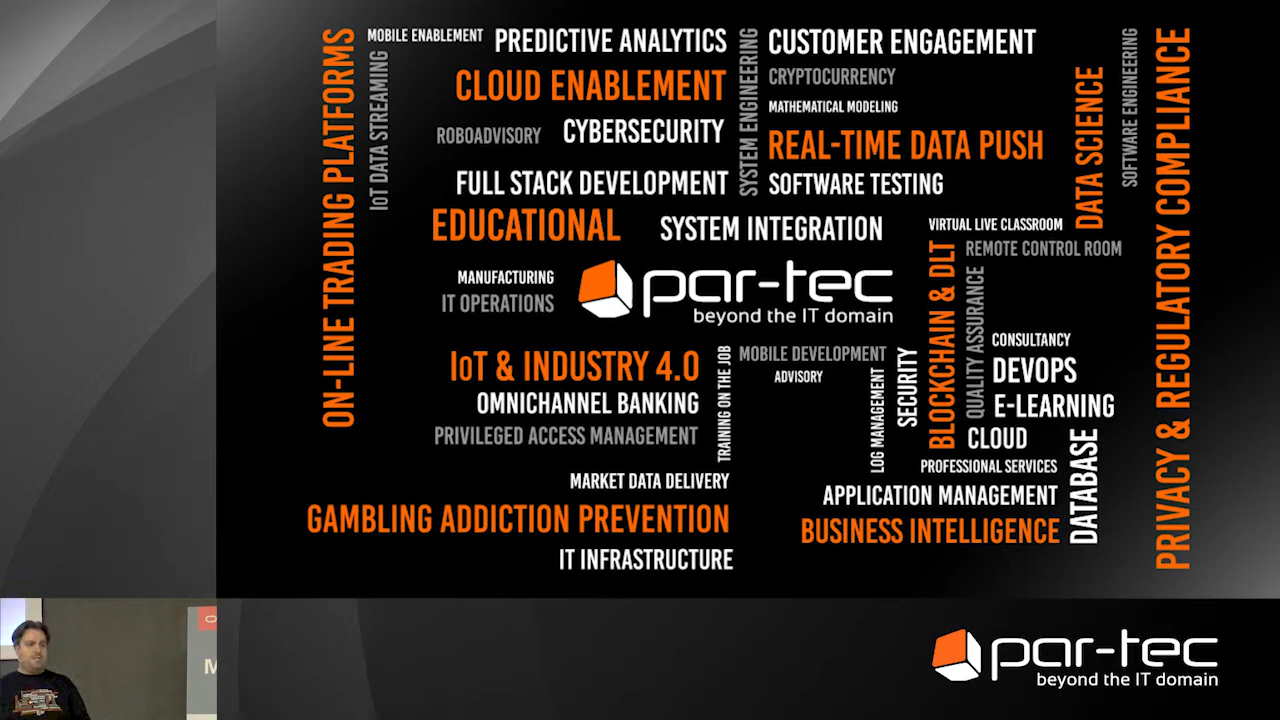 ON-LINE TRADING PLATFORMS
MOBILE ENABLEMENT
IoT DATA STREAMING
PREDICTIVE ANALYTICS
CLOUD ENABLEMENT
ROBOADVISORY
CYBERSECURITY
FULL STACK DEVELOPMENT
SYSTEM ENGINEERING
CUSTOMER ENGAGEMENT
CRYPTOCURRENCY
MATHEMATICAL MODELING
REAL-TIME DATA PUSH
SOFTWARE TESTING
DATA SCIENCE
SOFTWARE ENGINEERING
PRIVACY & REGULATORY COMPLIANCE
EDUCATIONAL
SYSTEM INTEGRATION
VIRTUAL LIVE CLASSROOM
REMOTE CONTROL ROOM
MANUFACTURING
IT OPERATIONS
par-tec
beyond the IT domain
BLOCKCHAIN & DLT
QUALITY ASSURANCE
IoT & INDUSTRY 4.0
OMNICHANNEL BANKING
PRIVILEGED ACCESS MANAGEMENT
TRAINING ON THE JOB
MOBILE DEVELOPMENT
ADVISORY
LOG MANAGEMENT
SECURITY
CONSULTANCY
DEVOPS
E-LEARNING
CLOUD
DATABASE
PROFESSIONAL SERVICES
MARKET DATA DELIVERY
APPLICATION MANAGEMENT
GAMBLING ADDICTION PREVENTION
BUSINESS INTELLIGENCE
IT INFRASTRUCTURE
par-tec
beyond the IT domain